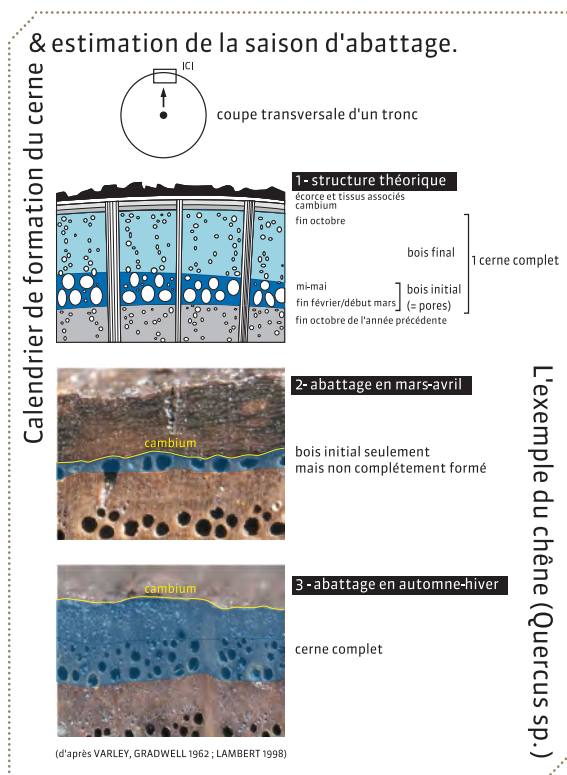 Calendrier de formation du cerne
& estimation de la saison d'abattage.
ICI
coupe transversale d'un tronc
1- structure théorique
écorce et tissus associés
cambium
fin octobre
bois final
1 cerne complet
mi-mai
bois initial
fin février/début mars
(= pores)
fin octobre de l'année précédente
L'exemple du chêne (Quercus sp.)
2- abattage en mars-avril
cambium
bois initial seulement
mais non complétement formé
3 - abattage en automne-hiver
cambium
cerne complet
(d'après VARLEY, GRADWELL 1962 ; LAMBERT 1998)